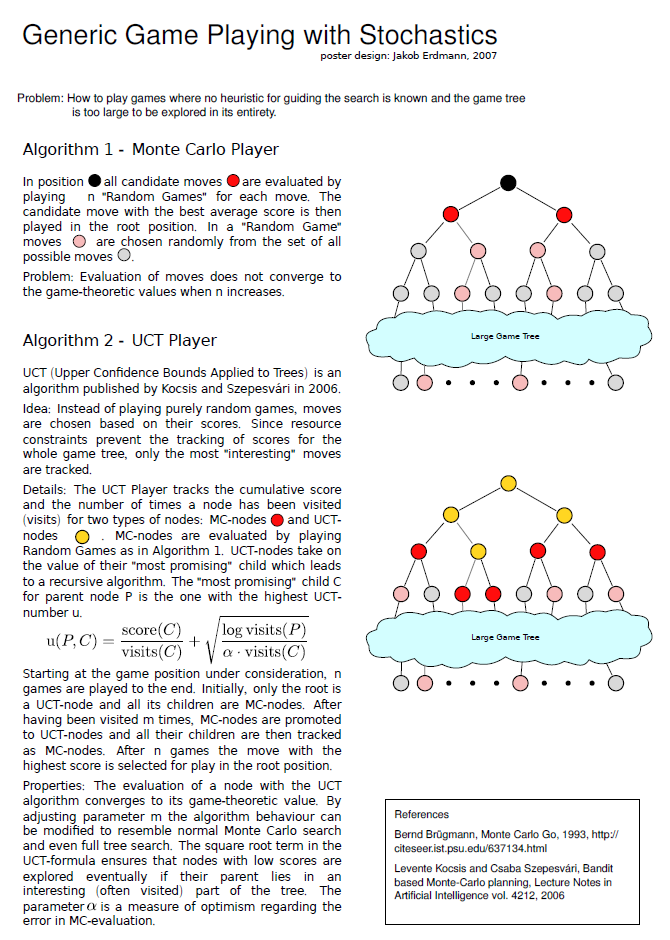 Generic Game Playing with Stochastics
poster design: Jakob Erdmann, 2007
Problem: How to play games where no heuristic for guiding the search is known and the game tree
is too large to be explored in its entirety.
Algorithm 1 - Monte Carlo Player
In position all candidate moves are evaluated by
playing n "Random Games" for each move. The
candidate move with the best average score is then
played in the root position. In a "Random Game"
moves are chosen randomly from the set of all
possible moves .
Problem: Evaluation of moves does not converge to
the game-theoretic values when n increases.
Large Game Tree
Algorithm 2 - UCT Player
UCT (Upper Confidence Bounds Applied to Trees) is an
algorithm published by Kocsis and Szepesvári in 2006.
Idea: Instead of playing purely random games, moves
are chosen based on their scores. Since resource
constraints prevent the tracking of scores for the
whole game tree, only the most "interesting" moves
are tracked.
Details: The UCT Player tracks the cumulative score
and the number of times a node has been visited
(visits) for two types of nodes: MC-nodes and UCT-
nodes . MC-nodes are evaluated by playing
Random Games as in Algorithm 1. UCT-nodes take on
the value of their "most promising" child which leads
to a recursive algorithm. The "most promising" child C
for parent node P is the one with the highest UCT-
number u.
u(P, C) = score(C)/visits(C) + √(log visits(P)/(α · visits(C)))
Large Game Tree
Starting at the game position under consideration, n
games are played to the end. Initially, only the root is
a UCT-node and all its children are MC-nodes. After
having been visited m times, MC-nodes are promoted
to UCT-nodes and all their children are then tracked
as MC-nodes. After n games the move with the
highest score is selected for play in the root position.
Properties: The evaluation of a node with the UCT
algorithm converges to its game-theoretic value. By
adjusting parameter m the algorithm behaviour can
be modified to resemble normal Monte Carlo search
and even full tree search. The square root term in the
UCT-formula ensures that nodes with low scores are
explored eventually if their parent lies in an
interesting (often visited) part of the tree. The
parameter α is a measure of optimism regarding the
error in MC-evaluation.
References
Bernd Brügmann, Monte Carlo Go, 1993, http://
citeseer.ist.psu.edu/637134.html
Levente Kocsis and Csaba Szepesvári, Bandit
based Monte-Carlo planning, Lecture Notes in
Artificial Intelligence vol. 4212, 2006